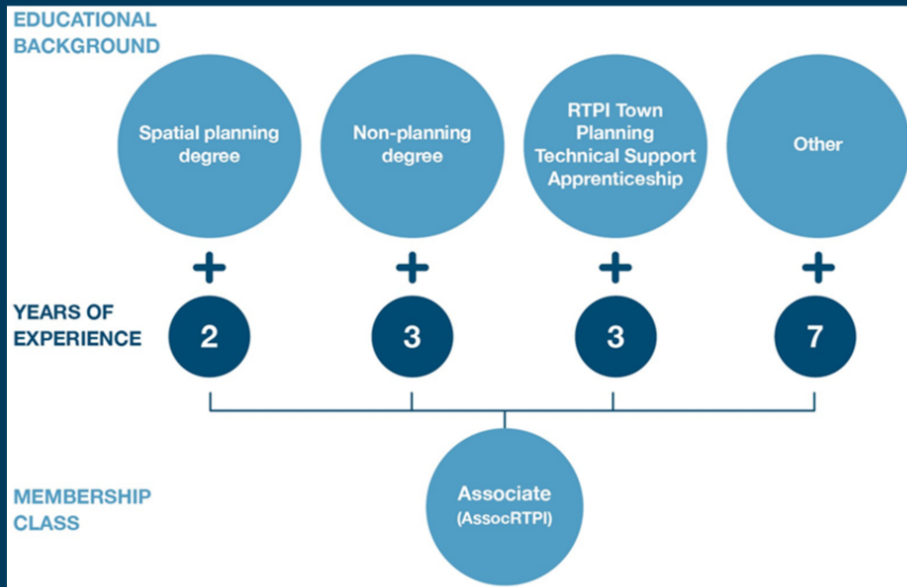 EDUCATIONAL
BACKGROUND
Spatial planning
degree
Non-planning
degree
RTPI Town
Planning
Technical Support
Apprenticeship
Other
+
+
+
+
YEARS OF
EXPERIENCE
2
3
3
7
MEMBERSHIP
CLASS
Associate
(AssocRTPI)